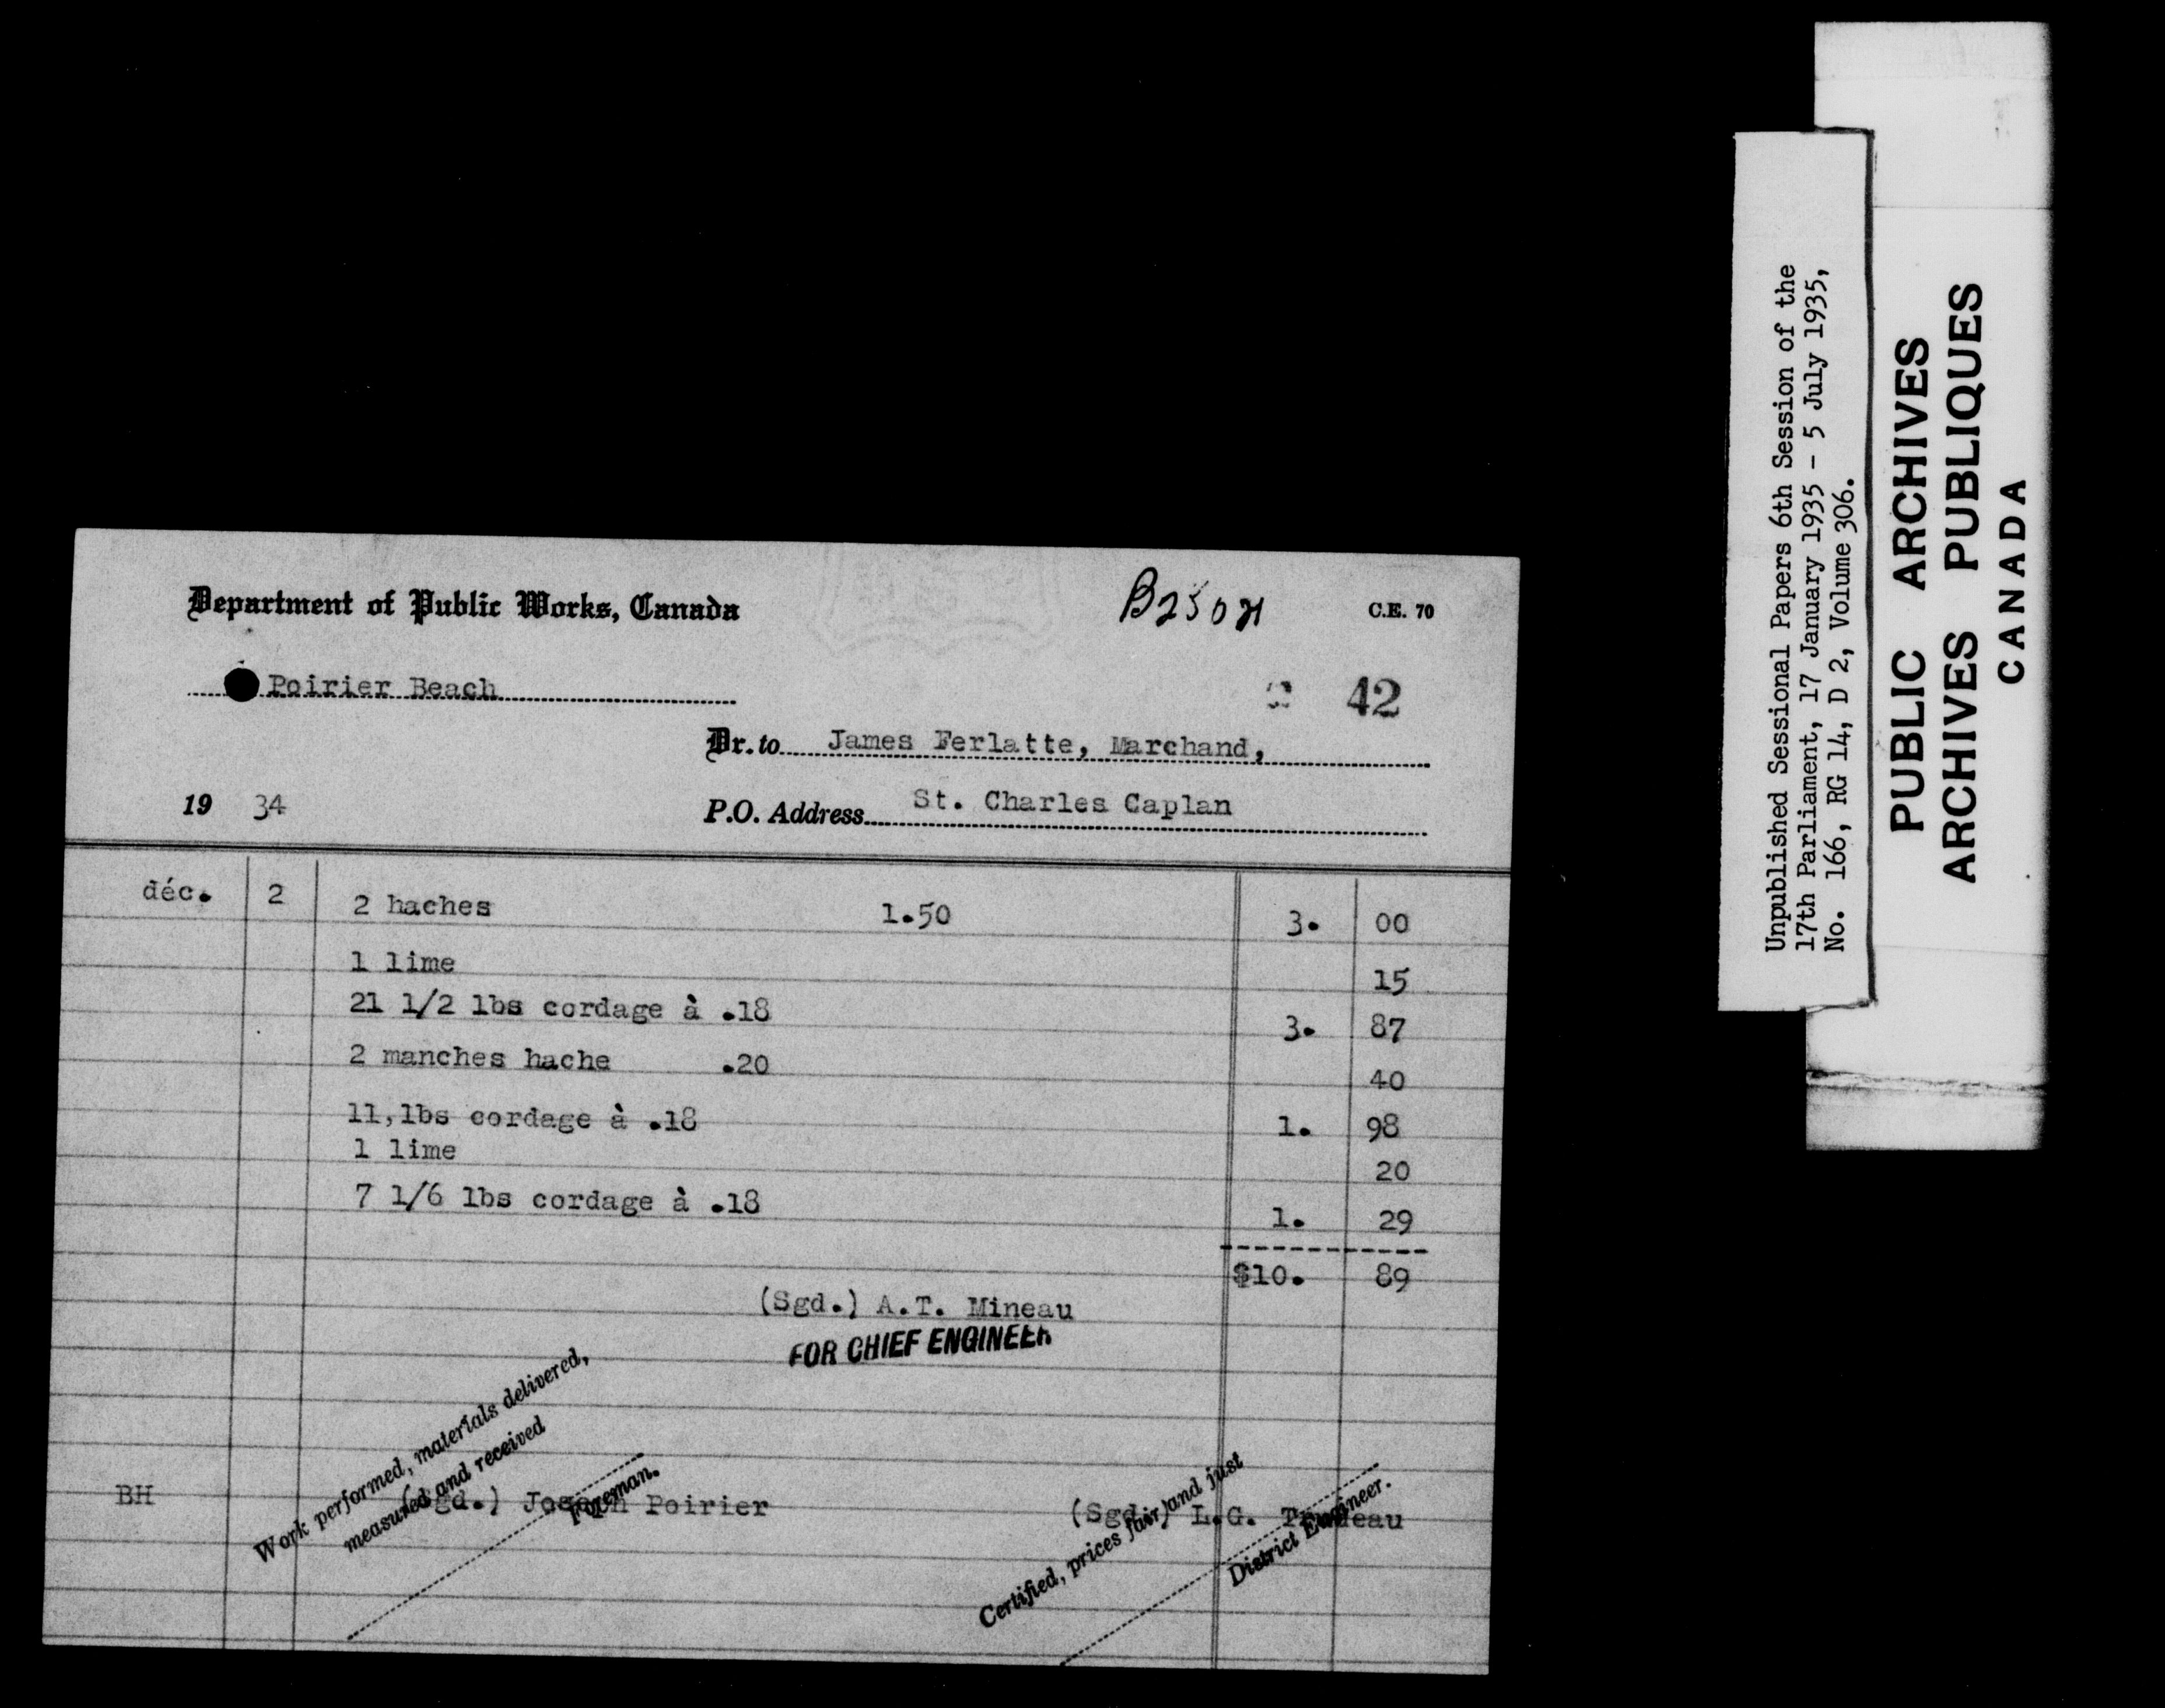 Department of Public Works, Canada
B25021
C.E. 70
Poirier Beach
42
Dr. to James Ferlatte, Marchand,
19 34
P.O. Address St. Charles Caplan
déc. 2 2 haches 1.50 3. 00
1 lime 15
21 1/2 lbs cordage à .18 3. 87
2 manches hache .20 40
11, lbs cordage à .18 1. 98
1 lime 20
7 1/6 lbs cordage à .18 1. 29
$10. 89
(Sgd.) A.T. Mineau
FOR CHIEF ENGINEER
Work performed, materials delivered,
measured and received
BH
(Sgd.) Joseph Poirier
Foreman.
Certified, prices fair and just
(Sgd.) L.G. Trudeau
District Engineer.
Unpublished Sessional Papers 6th Session of the
17th Parliament, 17 January 1935 - 5 July 1935,
No. 166, RG 14, D 2, Volume 306.
PUBLIC ARCHIVES
ARCHIVES PUBLIQUES
CANADA